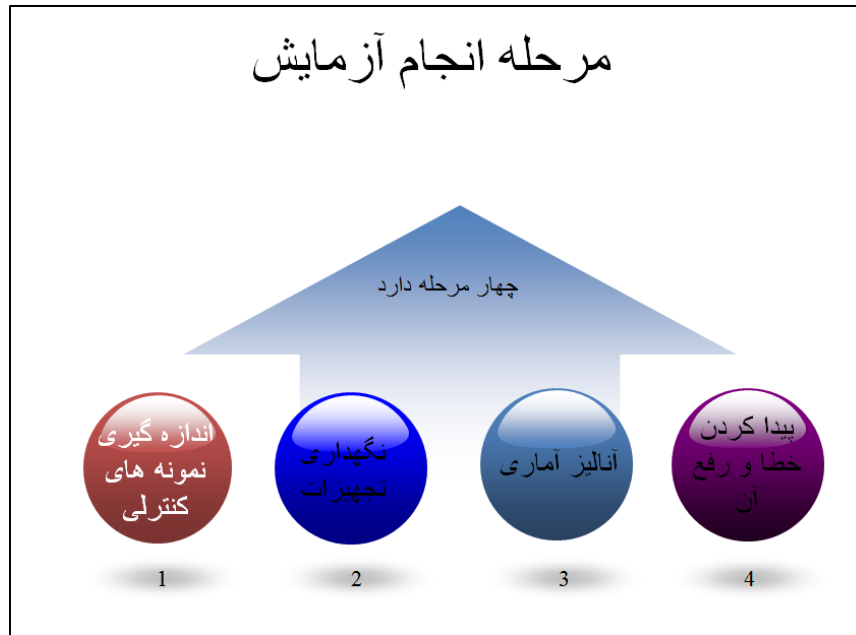 مرحله انجام آزمایش
چهار مرحله دارد
اندازه گیری
نمونه های
کنترلی
نگهداری
تجهیزات
آنالیز آماری
پیدا کردن
خطا و رفع
آن
1
2
3
4